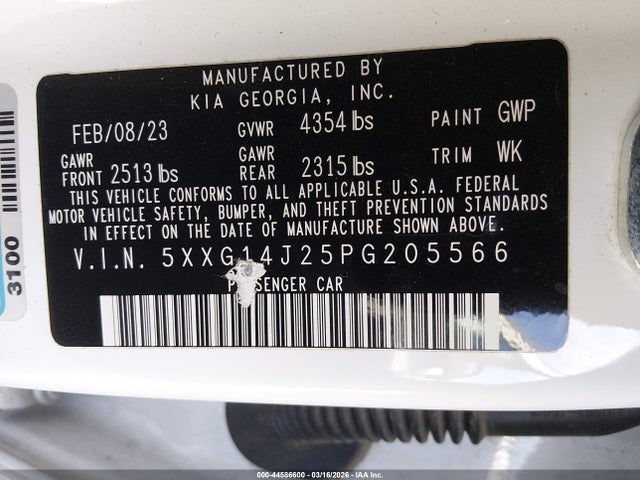 MANUFACTURED BY
KIA GEORGIA, INC.
FEB/08/23 GVWR 4354 lbs PAINT GWP
GAWR FRONT 2513 lbs GAWR REAR 2315 lbs TRIM WK
THIS VEHICLE CONFORMS TO ALL APPLICABLE U.S.A. FEDERAL
MOTOR VEHICLE SAFETY, BUMPER, AND THEFT PREVENTION STANDARDS
IN EFFECT ON THE DATE OF MANUFACTURE SHOWN ABOVE.
V.I.N. 5XXG14J25PG205566
PASSENGER CAR
3100
000-44586600 - 03/16/2026 - IAA Inc.